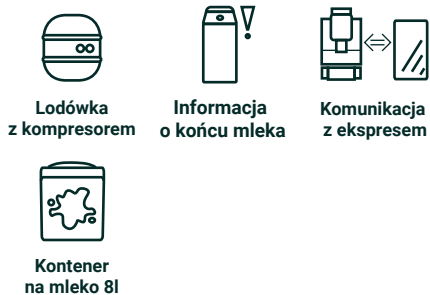 Lodówka
z kompresorem
Informacja
o końcu mleka
Komunikacja
z ekspresem
Kontener
na mleko 8l